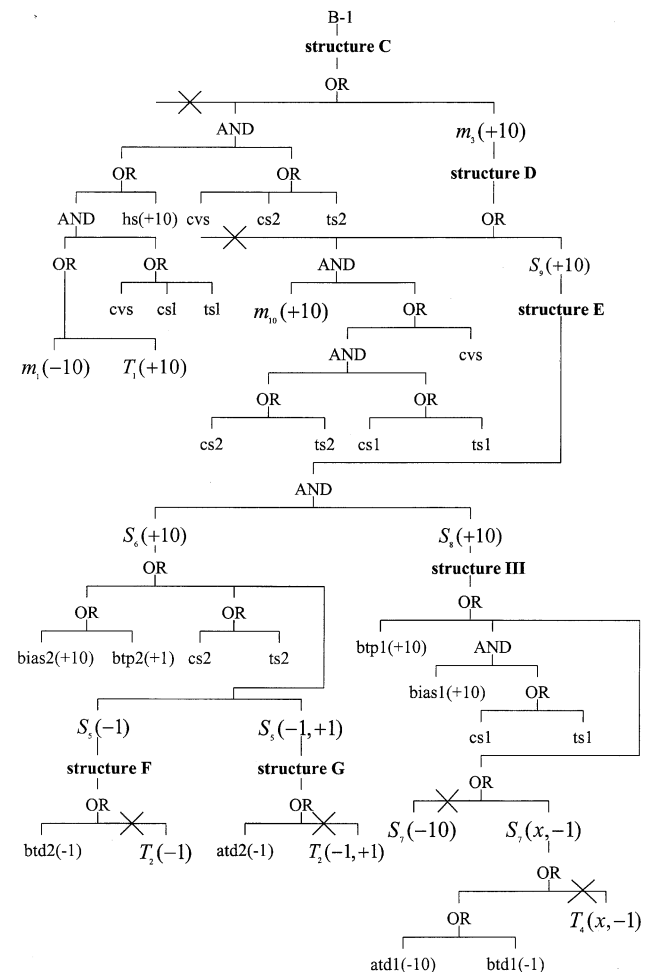 B-1
structure C
OR
AND m₃(+10)
OR OR structure D
AND hs(+10) cvs cs2 ts2 OR
OR OR AND S₉(+10)
cvs cs1 ts1 m₁₀(+10) OR structure E
m₁(−10) T₁(+10) AND cvs
OR OR
cs2 ts2 cs1 ts1
AND
S₆(+10) S₈(+10)
OR structure III
OR OR OR
bias2(+10) btp2(+1) cs2 ts2 btp1(+10) AND
bias1(+10) OR
S₅(−1) S₅(−1,+1) cs1 ts1
structure F structure G OR
OR OR S₇(−10) S₇(x,−1)
btd2(-1) T₂(−1) atd2(-1) T₂(−1,+1)
OR
OR T₄(x,−1)
atd1(-10) btd1(-1)